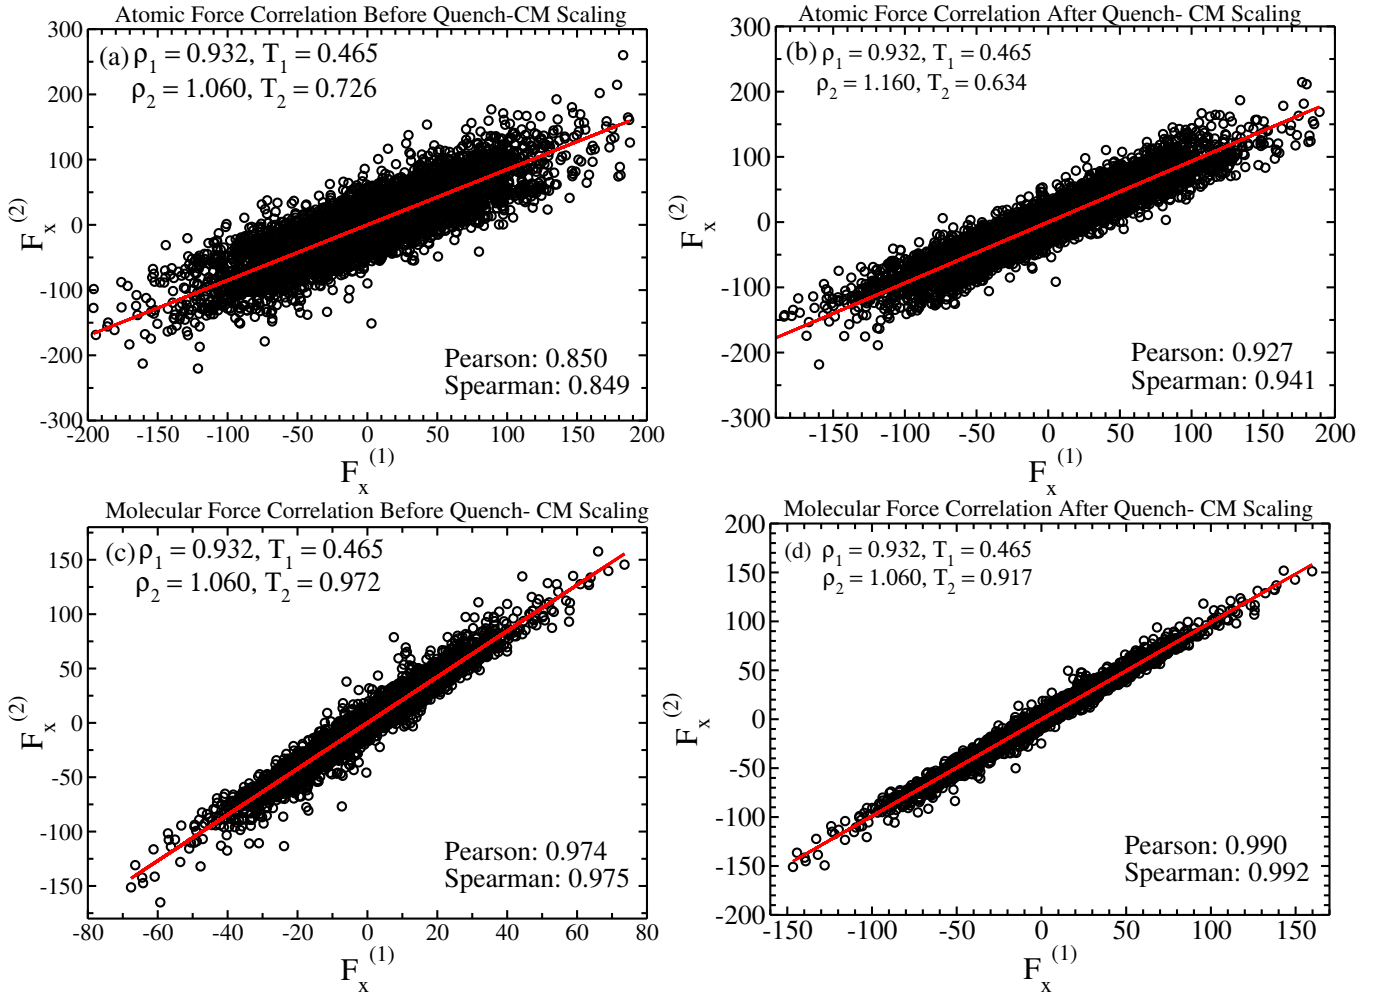 Atomic Force Correlation Before Quench-CM Scaling
(a) ρ₁ = 0.932, T₁ = 0.465
ρ₂ = 1.060, T₂ = 0.726
300
200
100
0
-100
-200
-300
Fₓ⁽²⁾
Pearson: 0.850
Spearman: 0.849
-200 -150 -100 -50 0 50 100 150 200
Fₓ⁽¹⁾
Atomic Force Correlation After Quench- CM Scaling
(b) ρ₁ = 0.932, T₁ = 0.465
ρ₂ = 1.160, T₂ = 0.634
300
200
100
0
-100
-200
-300
Fₓ⁽²⁾
Pearson: 0.927
Spearman: 0.941
-150 -100 -50 0 50 100 150 200
Fₓ⁽¹⁾
Molecular Force Correlation Before Quench- CM Scaling
(c) ρ₁ = 0.932, T₁ = 0.465
ρ₂ = 1.060, T₂ = 0.972
150
100
50
0
-50
-100
-150
Fₓ⁽²⁾
Pearson: 0.974
Spearman: 0.975
-80 -60 -40 -20 0 20 40 60 80
Fₓ⁽¹⁾
Molecular Force Correlation After Quench- CM Scaling
(d) ρ₁ = 0.932, T₁ = 0.465
ρ₂ = 1.060, T₂ = 0.917
200
150
100
50
0
-50
-100
-150
-200
Fₓ⁽²⁾
Pearson: 0.990
Spearman: 0.992
-150 -100 -50 0 50 100 150
Fₓ⁽¹⁾